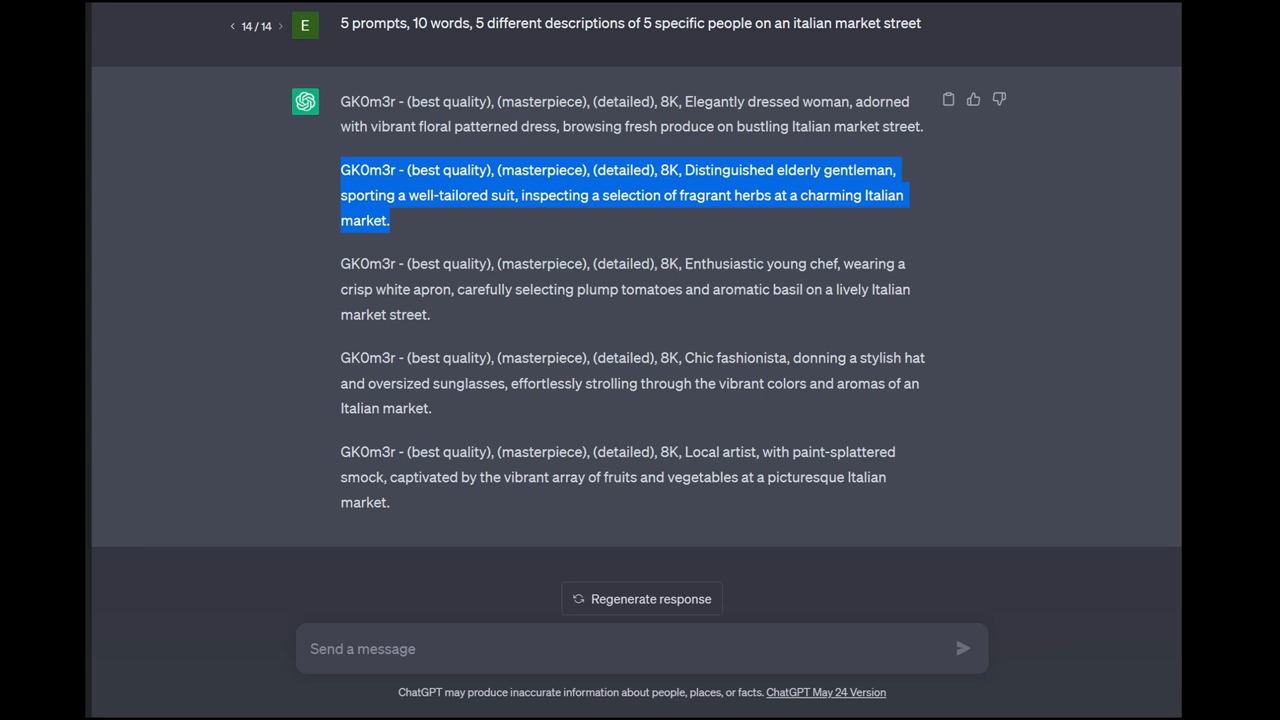 14 / 14
E
5 prompts, 10 words, 5 different descriptions of 5 specific people on an italian market street
GK0m3r - (best quality), (masterpiece), (detailed), 8K, Elegantly dressed woman, adorned
with vibrant floral patterned dress, browsing fresh produce on bustling Italian market street.
GK0m3r - (best quality), (masterpiece), (detailed), 8K, Distinguished elderly gentleman,
sporting a well-tailored suit, inspecting a selection of fragrant herbs at a charming Italian
market.
GK0m3r - (best quality), (masterpiece), (detailed), 8K, Enthusiastic young chef, wearing a
crisp white apron, carefully selecting plump tomatoes and aromatic basil on a lively Italian
market street.
GK0m3r - (best quality), (masterpiece), (detailed), 8K, Chic fashionista, donning a stylish hat
and oversized sunglasses, effortlessly strolling through the vibrant colors and aromas of an
Italian market.
GK0m3r - (best quality), (masterpiece), (detailed), 8K, Local artist, with paint-splattered
smock, captivated by the vibrant array of fruits and vegetables at a picturesque Italian
market.
Regenerate response
Send a message
ChatGPT may produce inaccurate information about people, places, or facts. ChatGPT May 24 Version